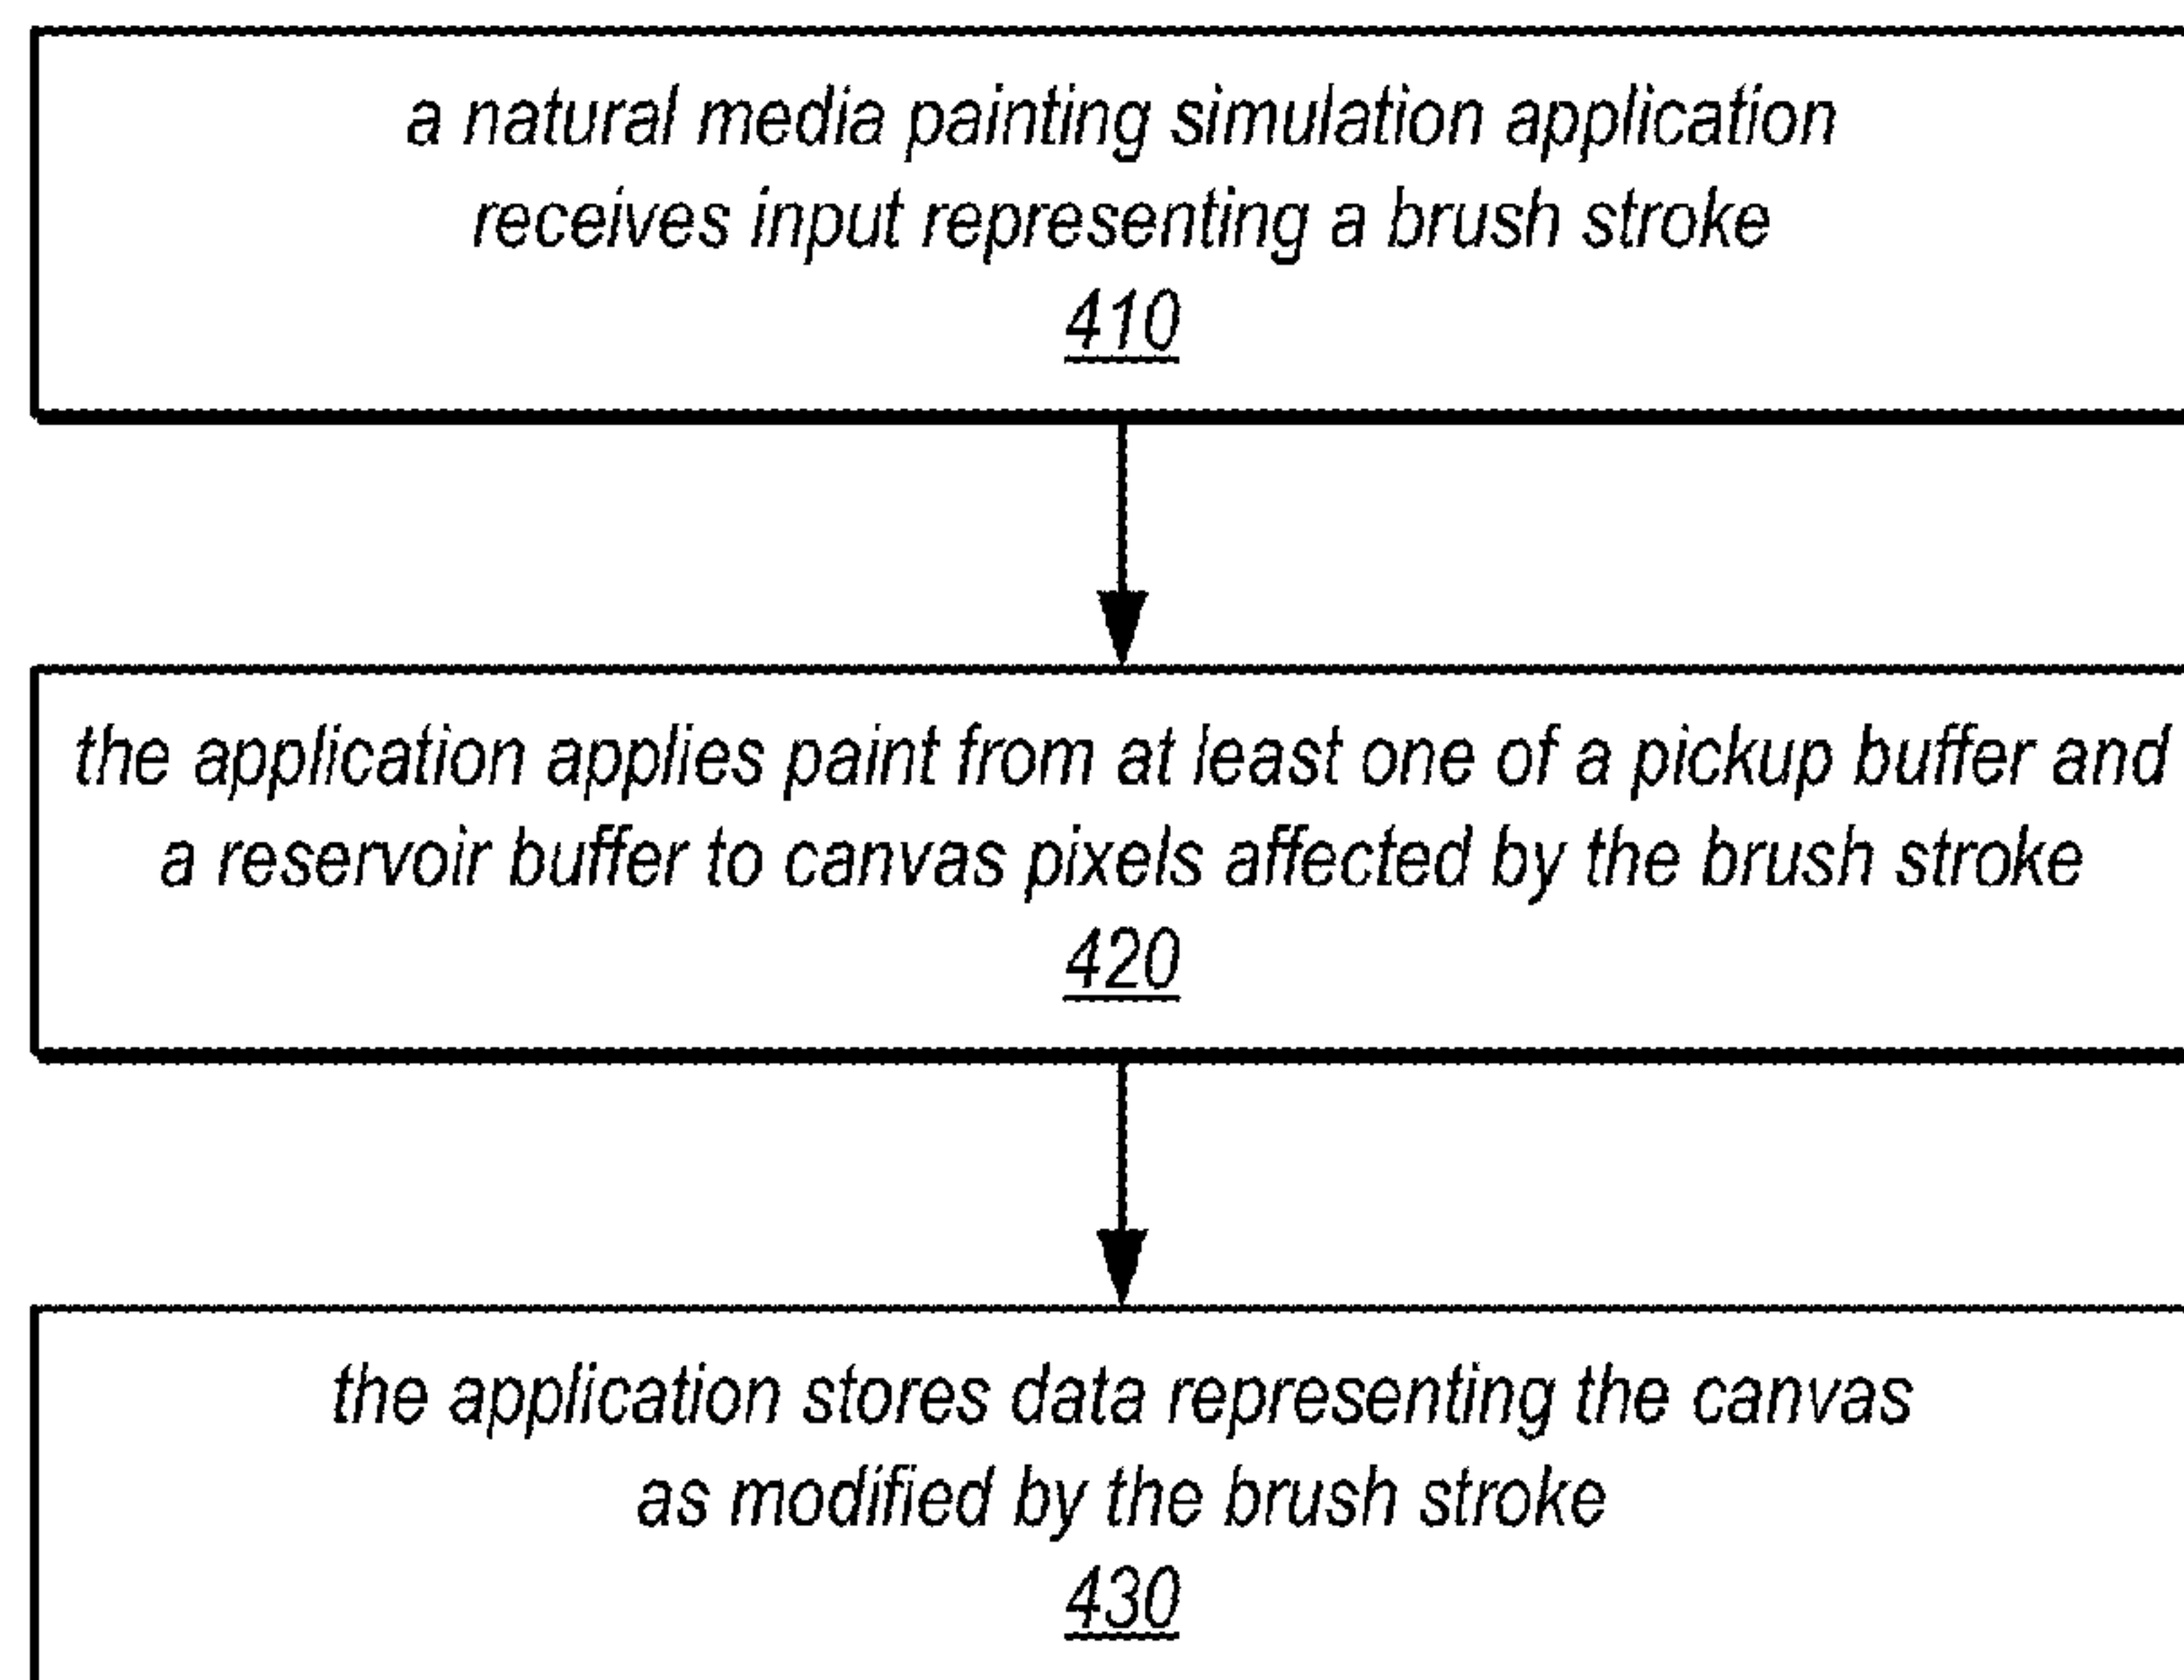 a natural media painting simulation application
receives input representing a brush stroke
410
the application applies paint from at least one of a pickup buffer and
a reservoir buffer to canvas pixels affected by the brush stroke
420
the application stores data representing the canvas
as modified by the brush stroke
430